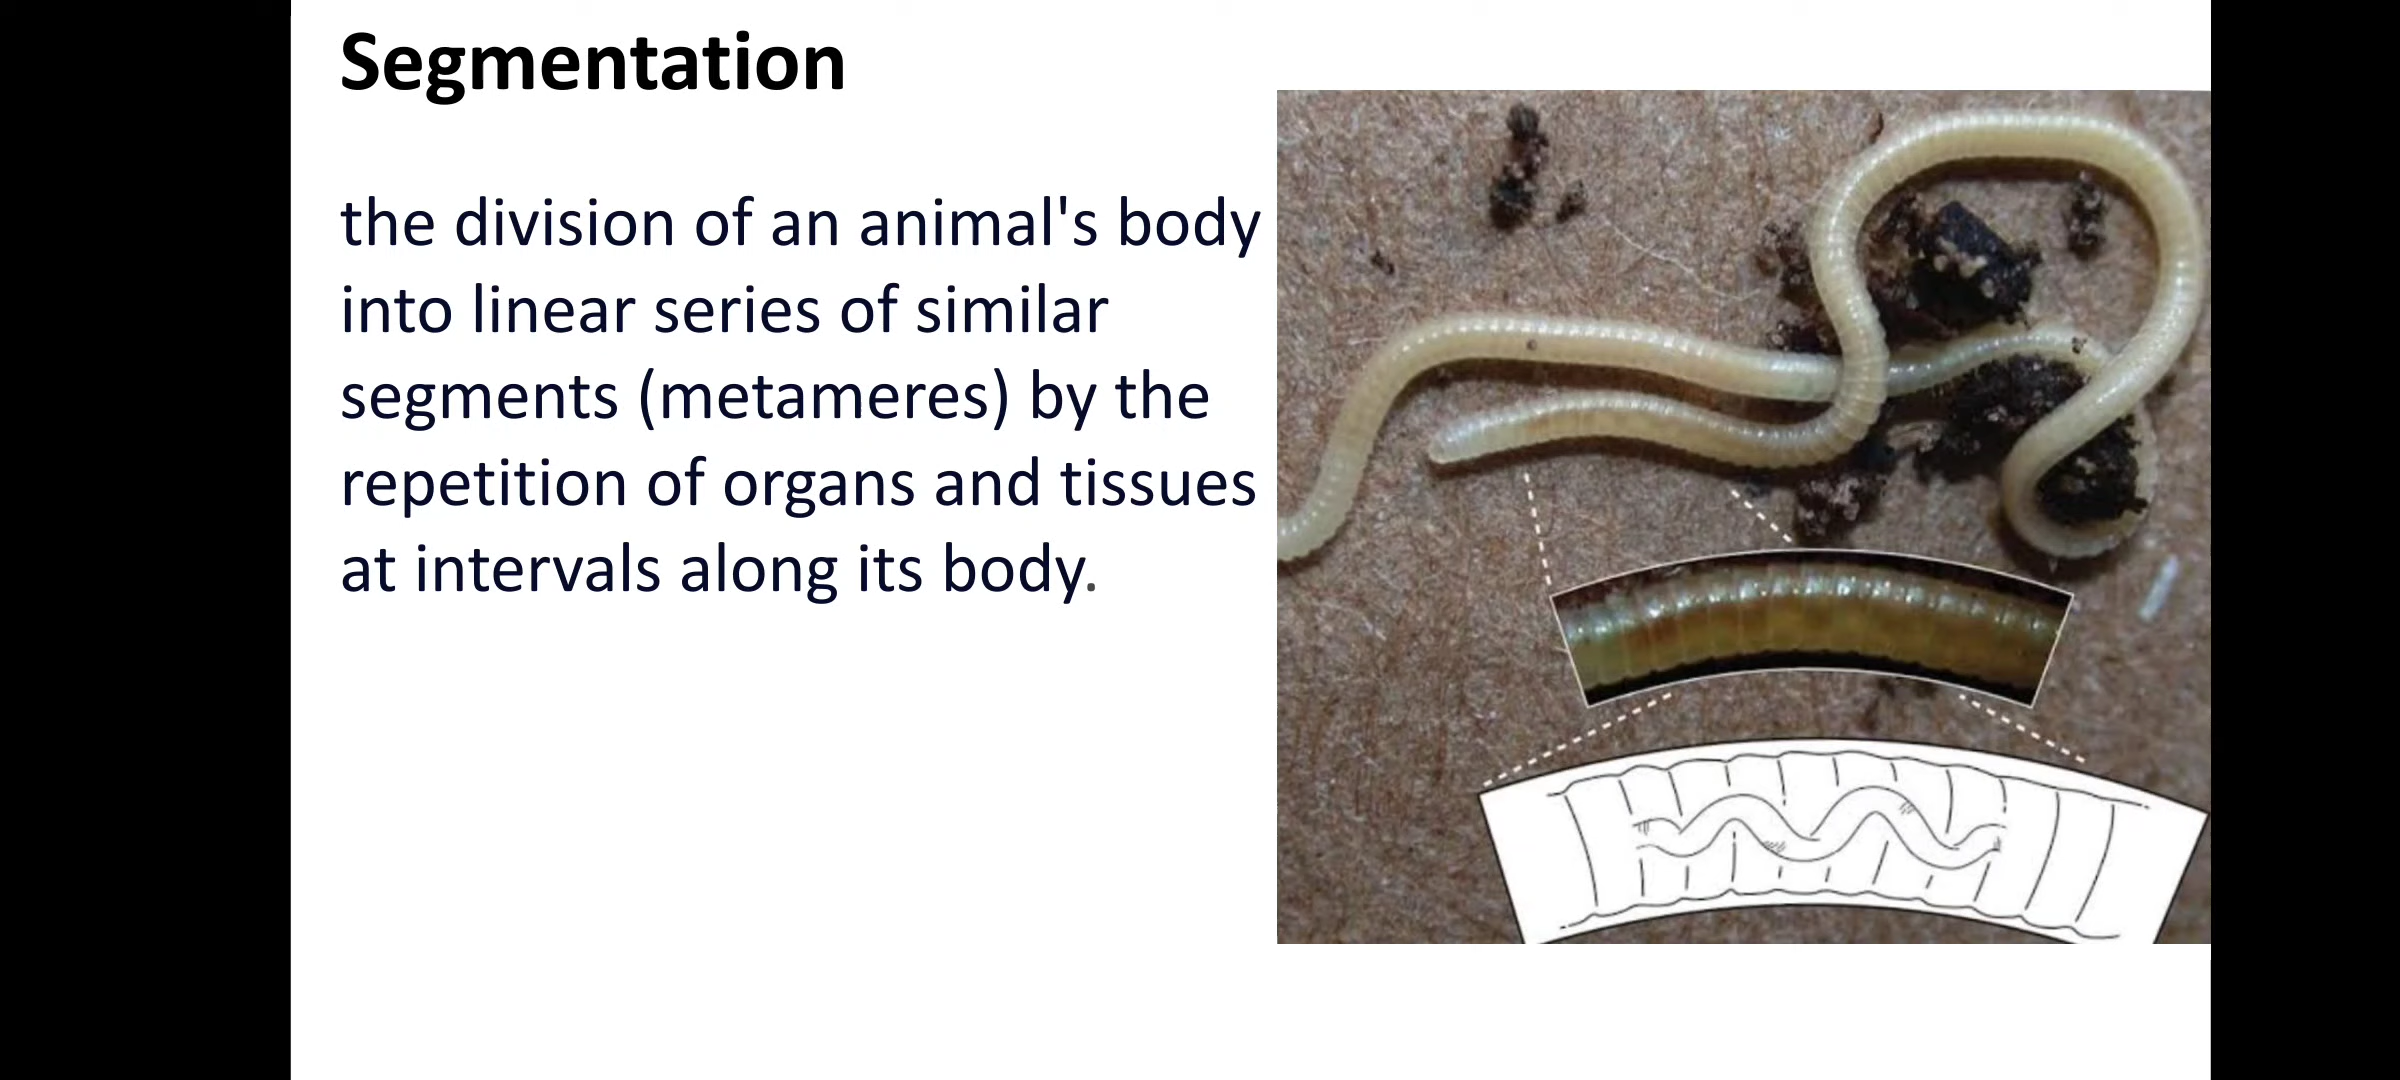 Segmentation
the division of an animal's body
into linear series of similar
segments (metameres) by the
repetition of organs and tissues
at intervals along its body.